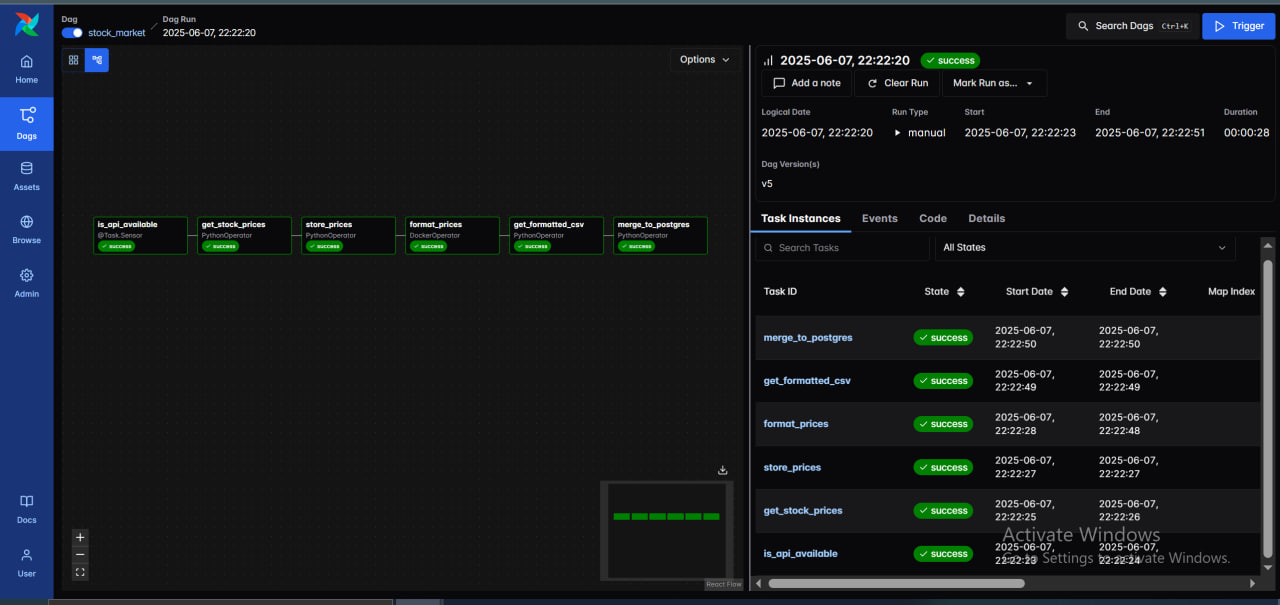 Dag
stock_market
Dag Run
2025-06-07, 22:22:20
Search Dags
Ctrl+K
Trigger
Home
Dags
Assets
Browse
Admin
Docs
User
Options
is_api_available
@Task.Sensor
success
get_stock_prices
PythonOperator
success
store_prices
PythonOperator
success
format_prices
DockerOperator
success
get_formatted_csv
PythonOperator
success
merge_to_postgres
PythonOperator
success
React Flow
2025-06-07, 22:22:20
success
Add a note
Clear Run
Mark Run as...
Logical Date
Run Type
Start
End
Duration
2025-06-07, 22:22:20
manual
2025-06-07, 22:22:23
2025-06-07, 22:22:51
00:00:28
Dag Version(s)
v5
Task Instances
Events
Code
Details
Search Tasks
All States
Task ID
State
Start Date
End Date
Map Index
merge_to_postgres
success
2025-06-07,
22:22:50
2025-06-07,
22:22:50
get_formatted_csv
success
2025-06-07,
22:22:49
2025-06-07,
22:22:49
format_prices
success
2025-06-07,
22:22:28
2025-06-07,
22:22:48
store_prices
success
2025-06-07,
22:22:27
2025-06-07,
22:22:27
get_stock_prices
success
2025-06-07,
22:22:25
2025-06-07,
22:22:26
is_api_available
success
2025-06-07,
22:22:23
2025-06-07,
22:22:24
Activate Windows
Go to Settings to activate Windows.